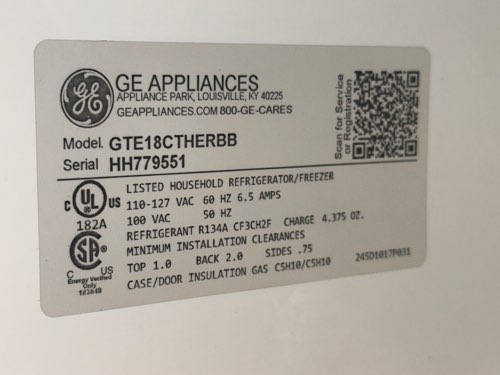 GE APPLIANCES
APPLIANCE PARK, LOUISVILLE, KY 40225
GEAPPLIANCES.COM 800-GE-CARES
Scan for Service
or Registration
Model GTE18CTHERBB
Serial HH779551
C UL US
LISTED HOUSEHOLD REFRIGERATOR/FREEZER
110-127 VAC 60 HZ 6.5 AMPS
182A
100 VAC 50 HZ
REFRIGERANT R134A CF3CH2F CHARGE 4.375 OZ.
SA
MINIMUM INSTALLATION CLEARANCES
C US
TOP 1.0 BACK 2.0 SIDES .75
Energy Verified
Only
CASE/DOOR INSULATION GAS C5H10/C5H10
245D1017P031